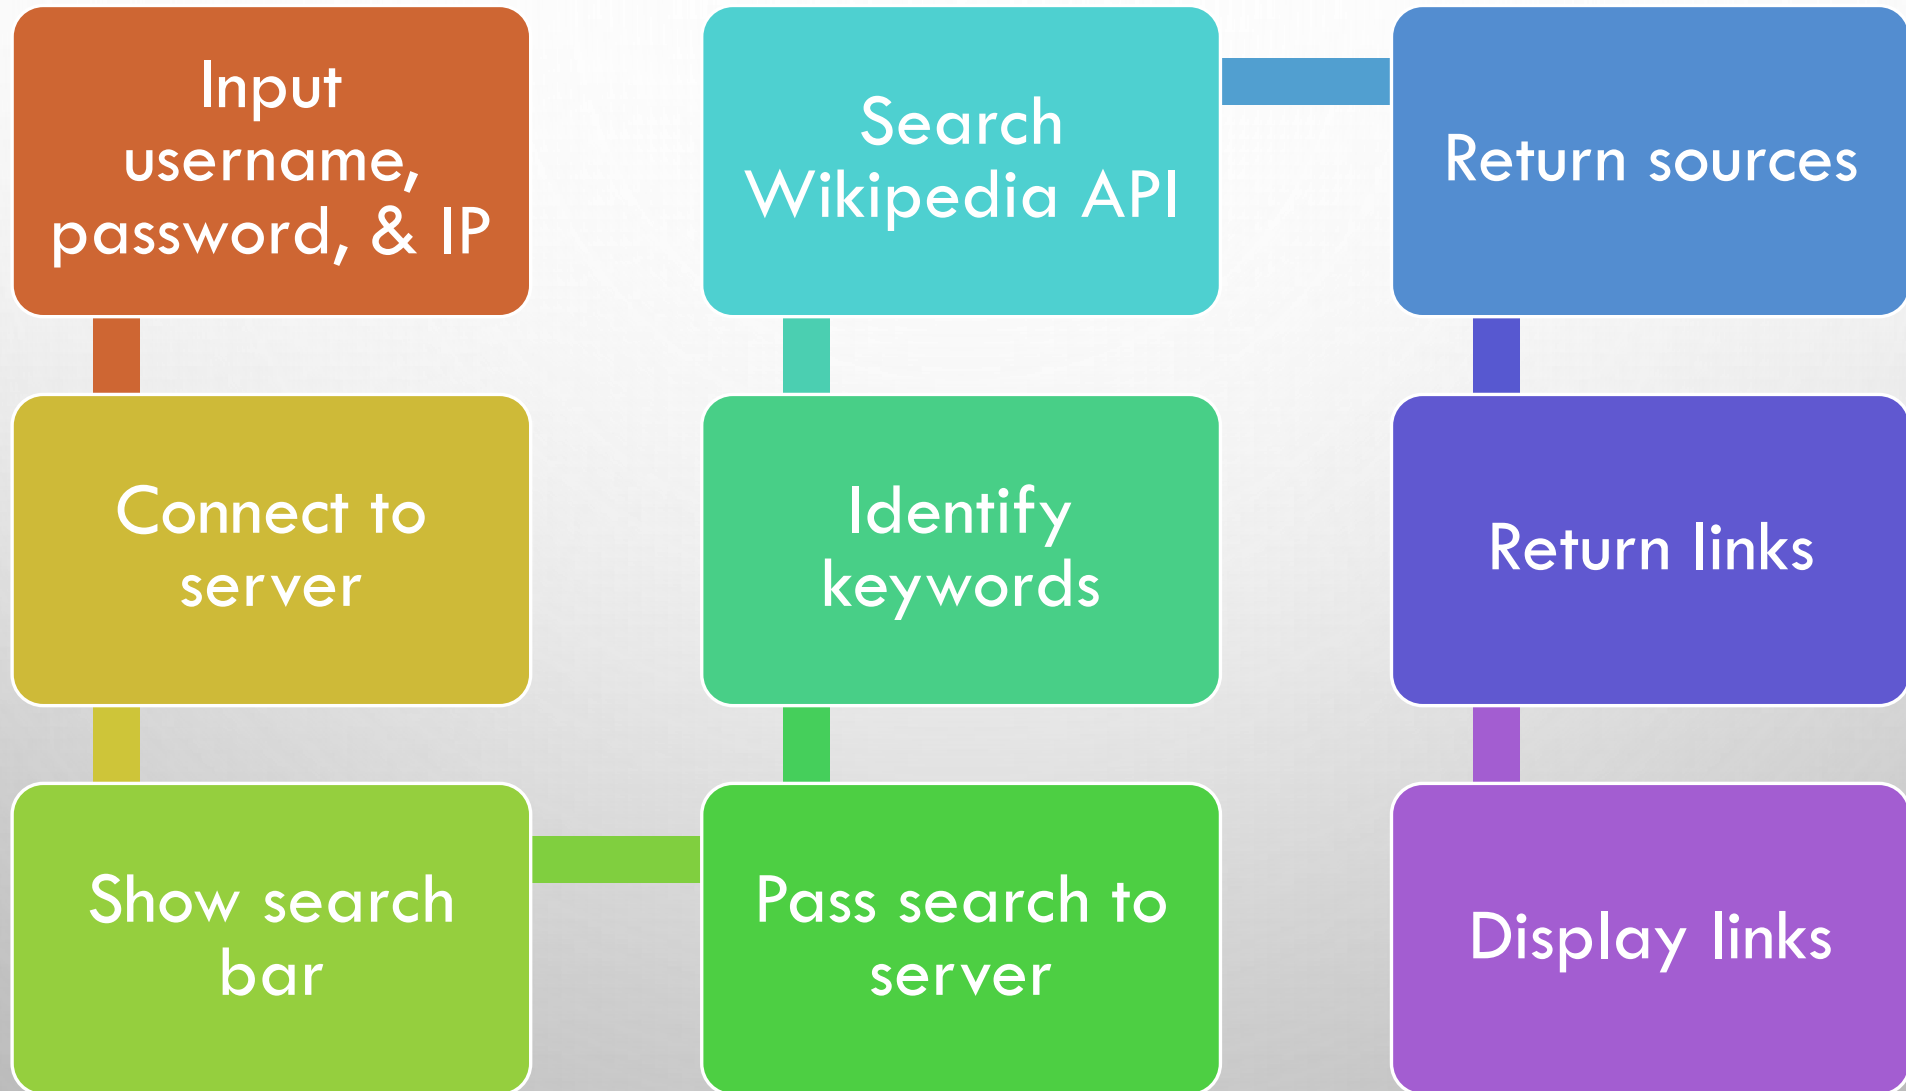 Input
username,
password, & IP
Connect to
server
Show search
bar
Pass search to
server
Identify
keywords
Search
Wikipedia API
Return sources
Return links
Display links